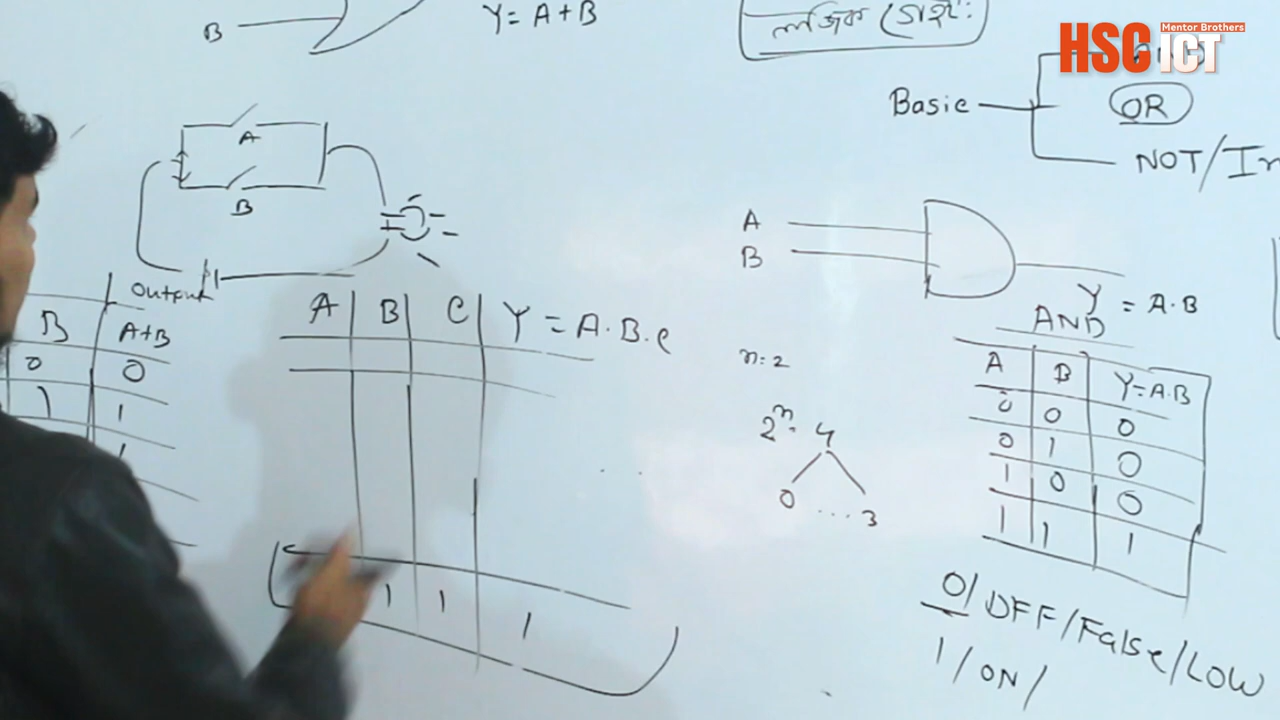 B
Y = A + B
লজিক গেইট:
HSC ICT
Mentor Brothers
Basic
OR
NOT/In
A
B
A
B
Y = A.B
Output
B A+B
0 0
1 1
1
A B C Y = A.B.C
1 1 1
n = 2
2ⁿ = 4
0 ... 3
AND
A B Y=A.B
0 0 0
0 1 0
1 0 0
1 1 1
0/OFF/False/LOW
1/ON/